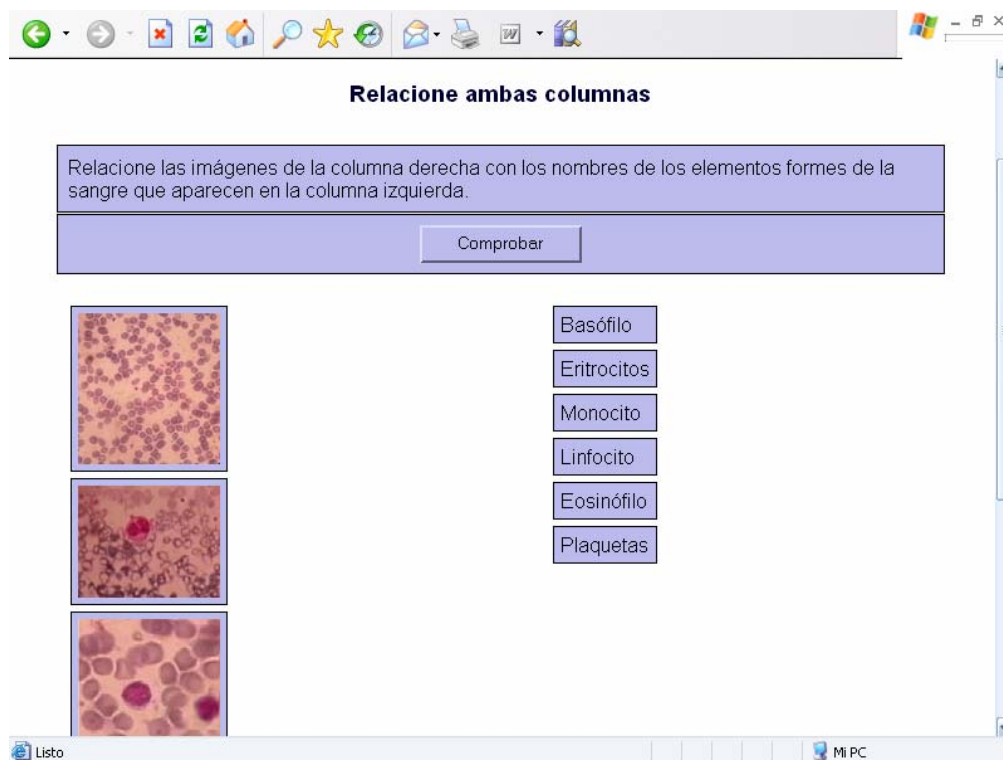 Relacione ambas columnas
Relacione las imágenes de la columna derecha con los nombres de los elementos formes de la
sangre que aparecen en la columna izquierda.
Comprobar
Basófilo
Eritrocitos
Monocito
Linfocito
Eosinófilo
Plaquetas
Listo
Mi PC